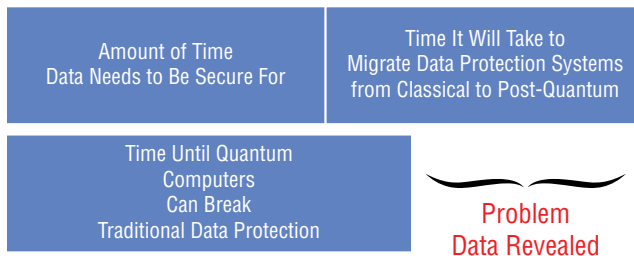 Amount of Time
Data Needs to Be Secure For
Time It Will Take to
Migrate Data Protection Systems
from Classical to Post-Quantum
Time Until Quantum
Computers
Can Break
Traditional Data Protection
Problem
Data Revealed